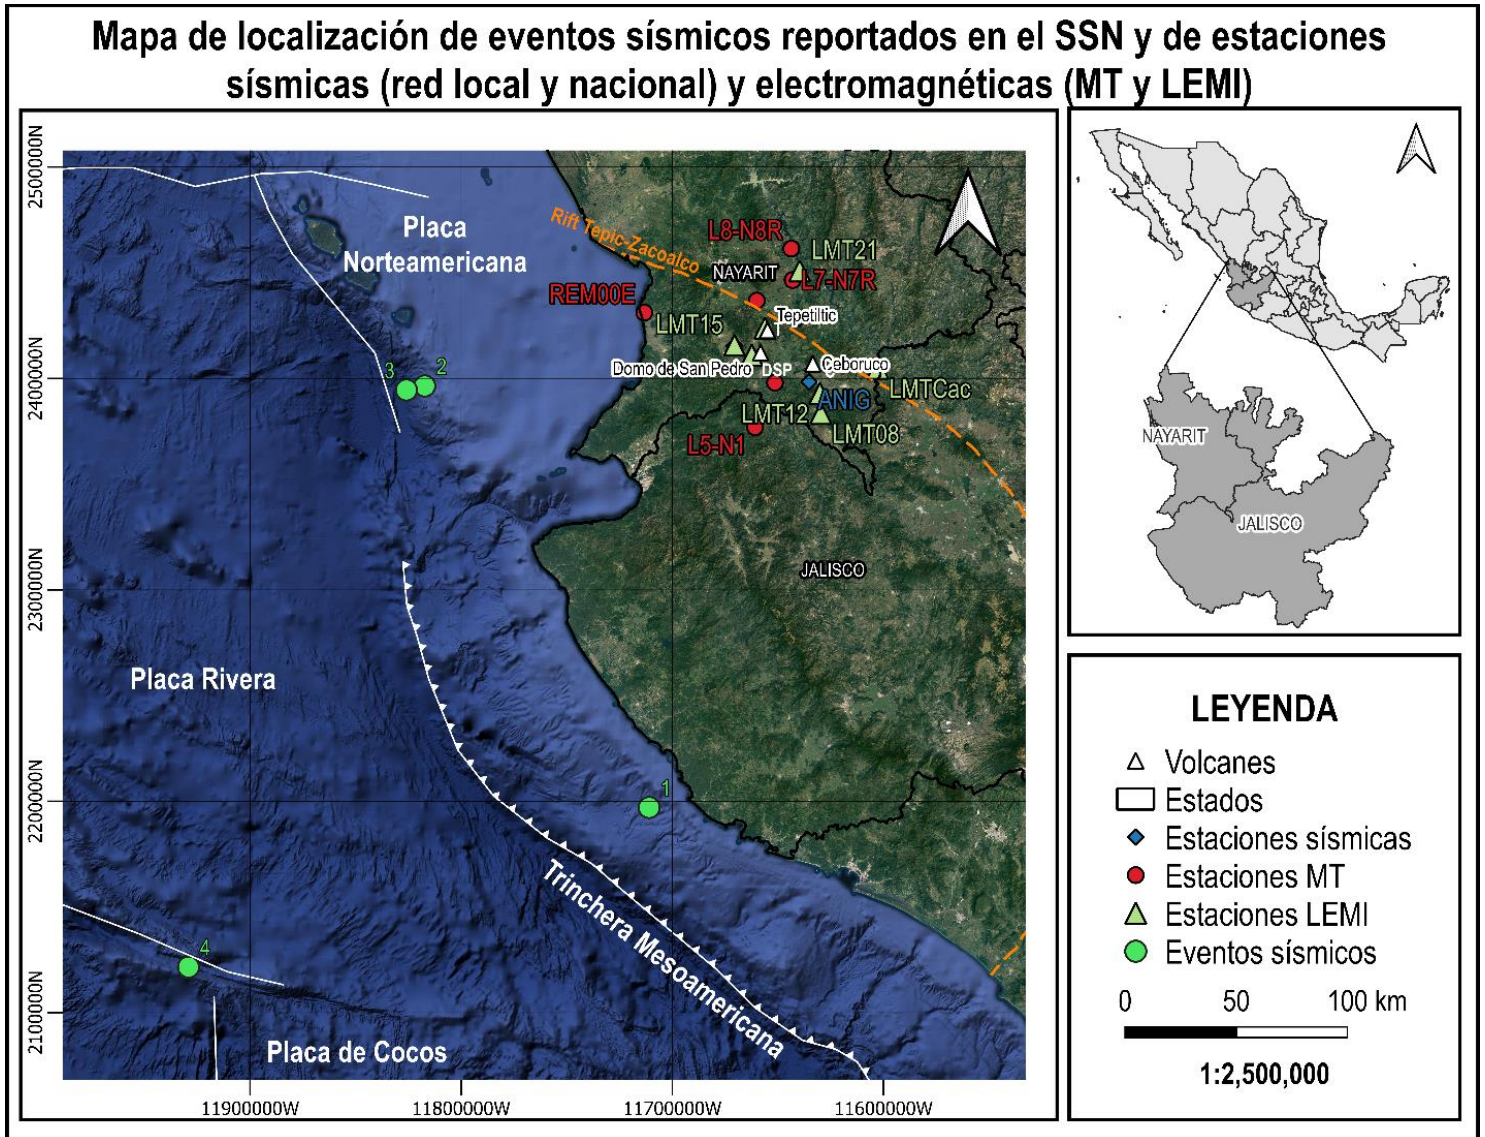 Mapa de localización de eventos sísmicos reportados en el SSN y de estaciones
sísmicas (red local y nacional) y electromagnéticas (MT y LEMI)
2500000N
2400000N
2300000N
2200000N
2100000N
11900000W
11800000W
11700000W
11600000W
Placa
Norteamericana
Rift Tepic-Zacoalco
L8-N8R
LMT21
NAYARIT
L7-N7R
REM00E
LMT15
Tepetiltic
Domo de San Pedro
DSP
Ceboruco
3
2
LMTCac
ANIG
LMT12
LMT08
L5-N1
JALISCO
Placa Rivera
1
Trinchera Mesoamericana
4
Placa de Cocos
NAYARIT
JALISCO
LEYENDA
Volcanes
Estados
Estaciones sísmicas
Estaciones MT
Estaciones LEMI
Eventos sísmicos
0 50 100 km
1:2,500,000